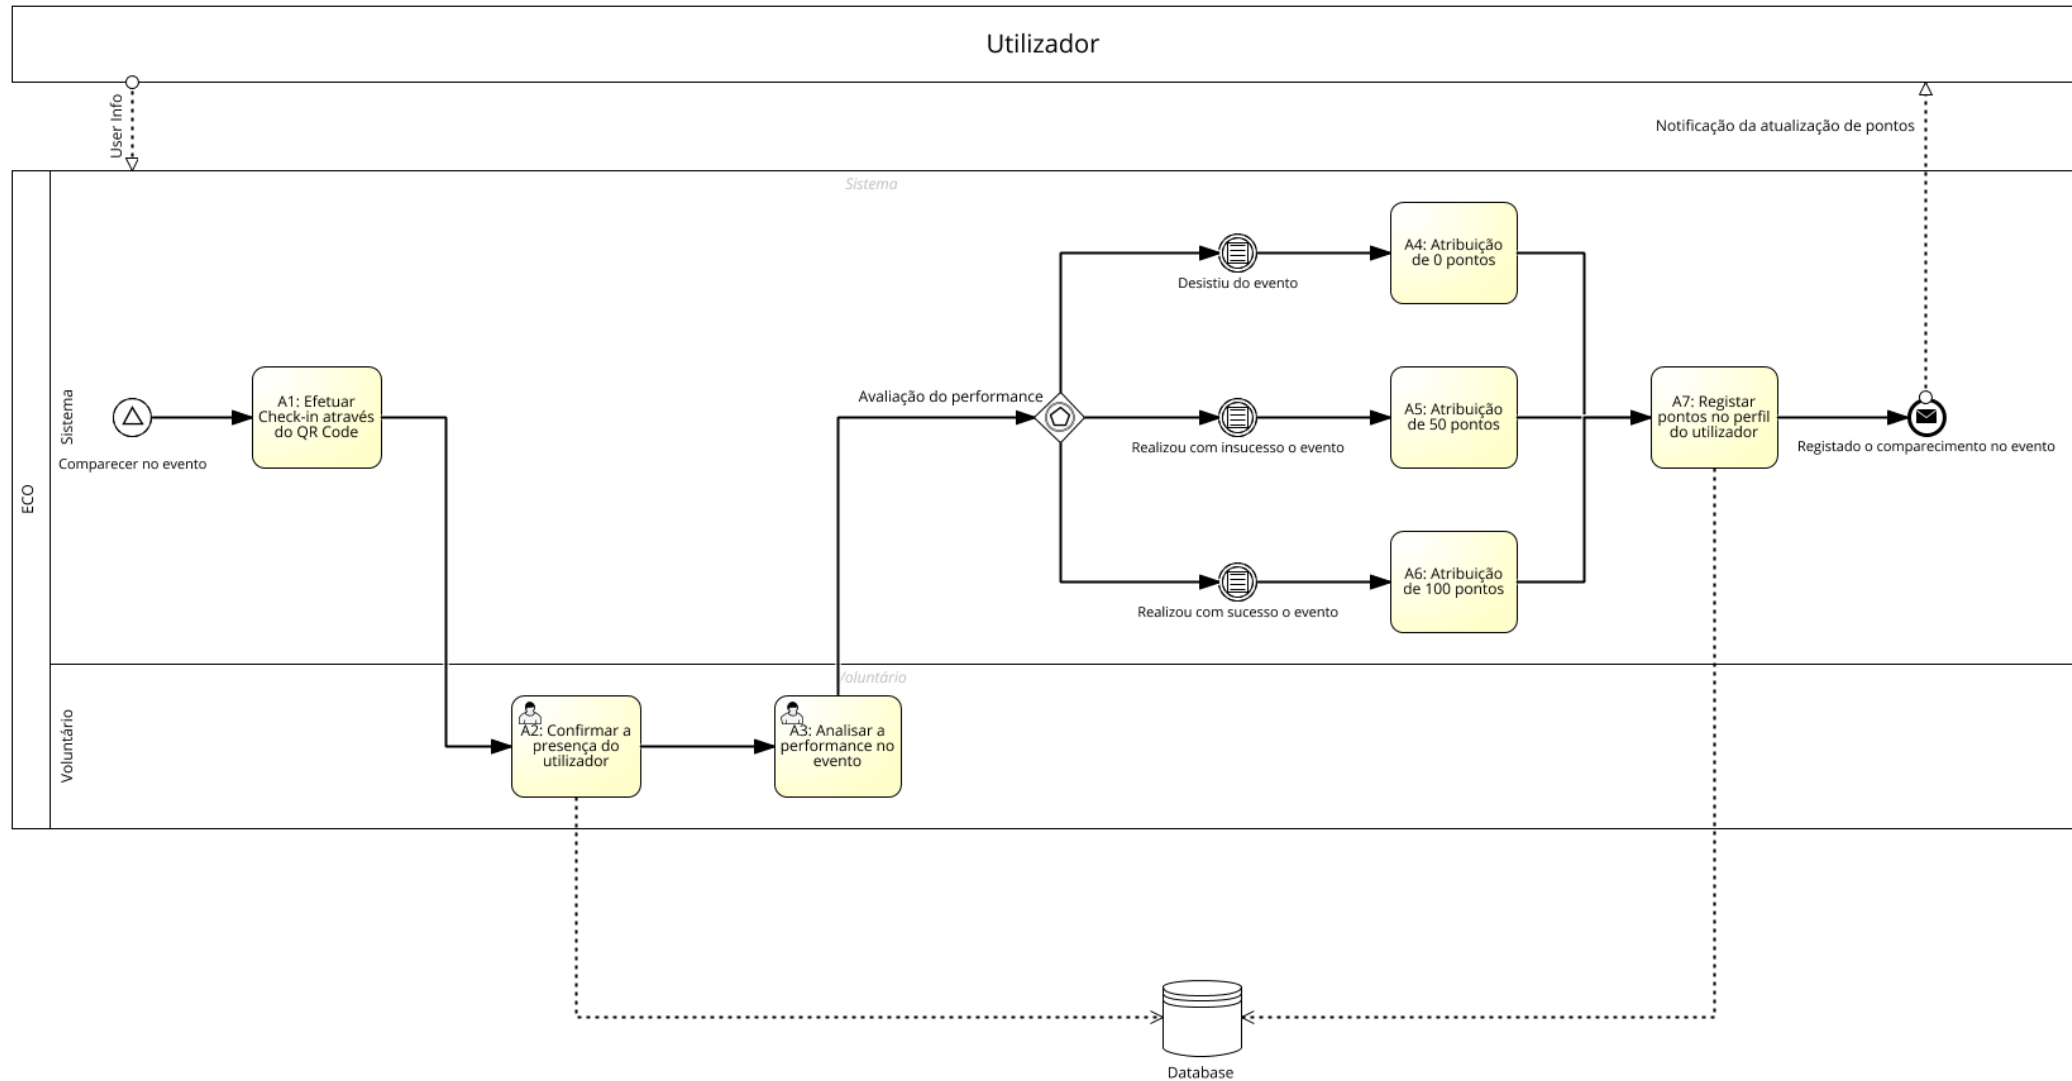 Utilizador
User Info
Notificação da atualização de pontos
ECO
Sistema
Sistema
Comparecer no evento
A1: Efetuar
Check-in através
do QR Code
Avaliação do performance
Desistiu do evento
A4: Atribuição
de 0 pontos
Realizou com insucesso o evento
A5: Atribuição
de 50 pontos
Realizou com sucesso o evento
A6: Atribuição
de 100 pontos
A7: Registar
pontos no perfil
do utilizador
Registado o comparecimento no evento
Voluntário
Voluntário
A2: Confirmar a
presença do
utilizador
A3: Analisar a
performance no
evento
Database